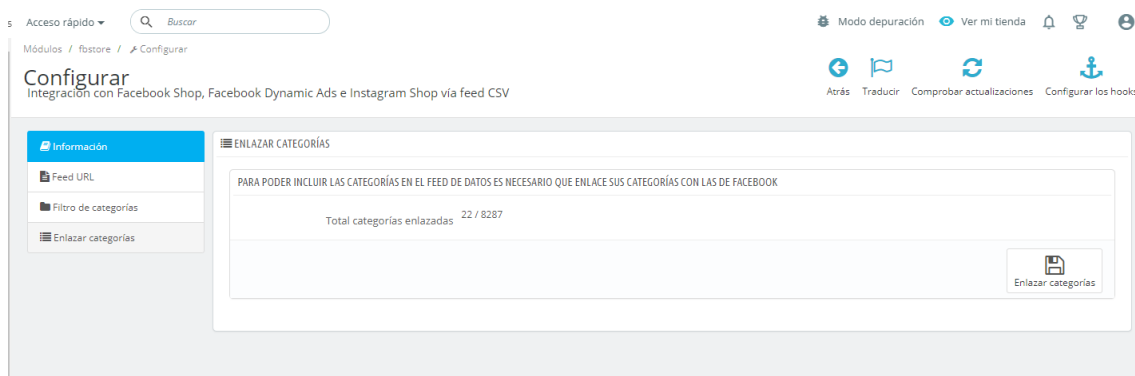 s Acceso rápido Buscar Modo depuración Ver mi tienda
Módulos / fbstore / Configurar
Configurar
Integración con Facebook Shop, Facebook Dynamic Ads e Instagram Shop vía feed CSV
Atrás Traducir Comprobar actualizaciones Configurar los hooks
Información
Feed URL
Filtro de categorías
Enlazar categorías
ENLAZAR CATEGORÍAS
PARA PODER INCLUIR LAS CATEGORÍAS EN EL FEED DE DATOS ES NECESARIO QUE ENLACE SUS CATEGORÍAS CON LAS DE FACEBOOK
Total categorías enlazadas 22 / 8287
Enlazar categorías